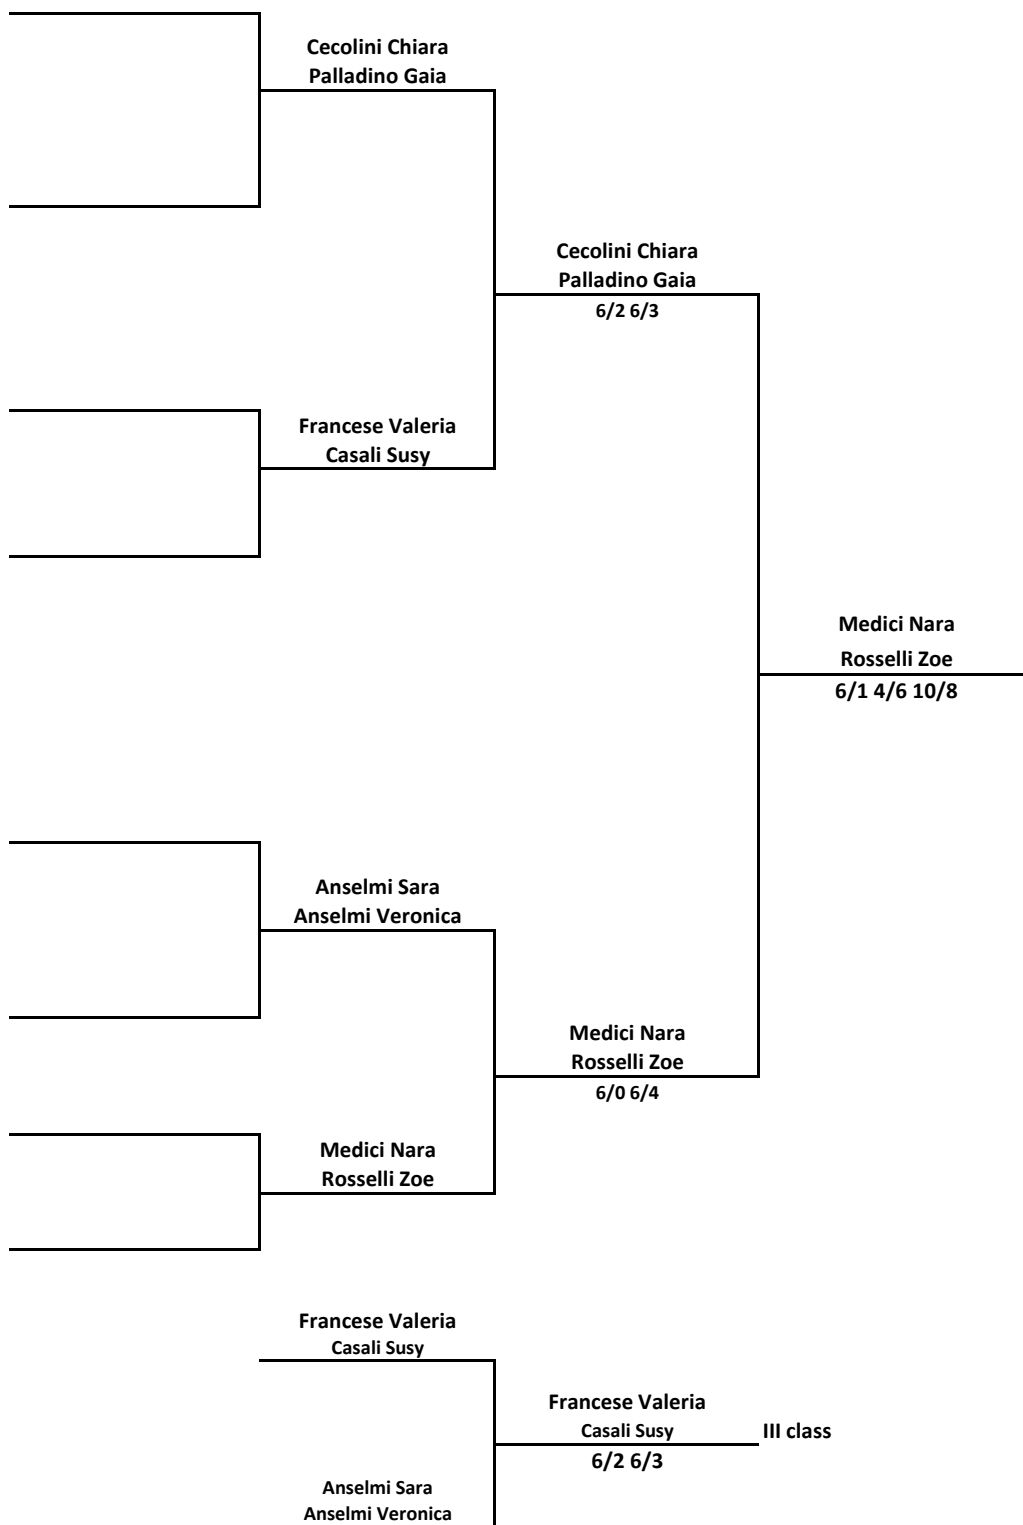 Cecolini Chiara
Palladino Gaia
Cecolini Chiara
Palladino Gaia
6/2 6/3
Francese Valeria
Casali Susy
Medici Nara
Rosselli Zoe
6/1 4/6 10/8
Anselmi Sara
Anselmi Veronica
Medici Nara
Rosselli Zoe
6/0 6/4
Medici Nara
Rosselli Zoe
Francese Valeria
Casali Susy
Francese Valeria
Casali Susy
III class
6/2 6/3
Anselmi Sara
Anselmi Veronica